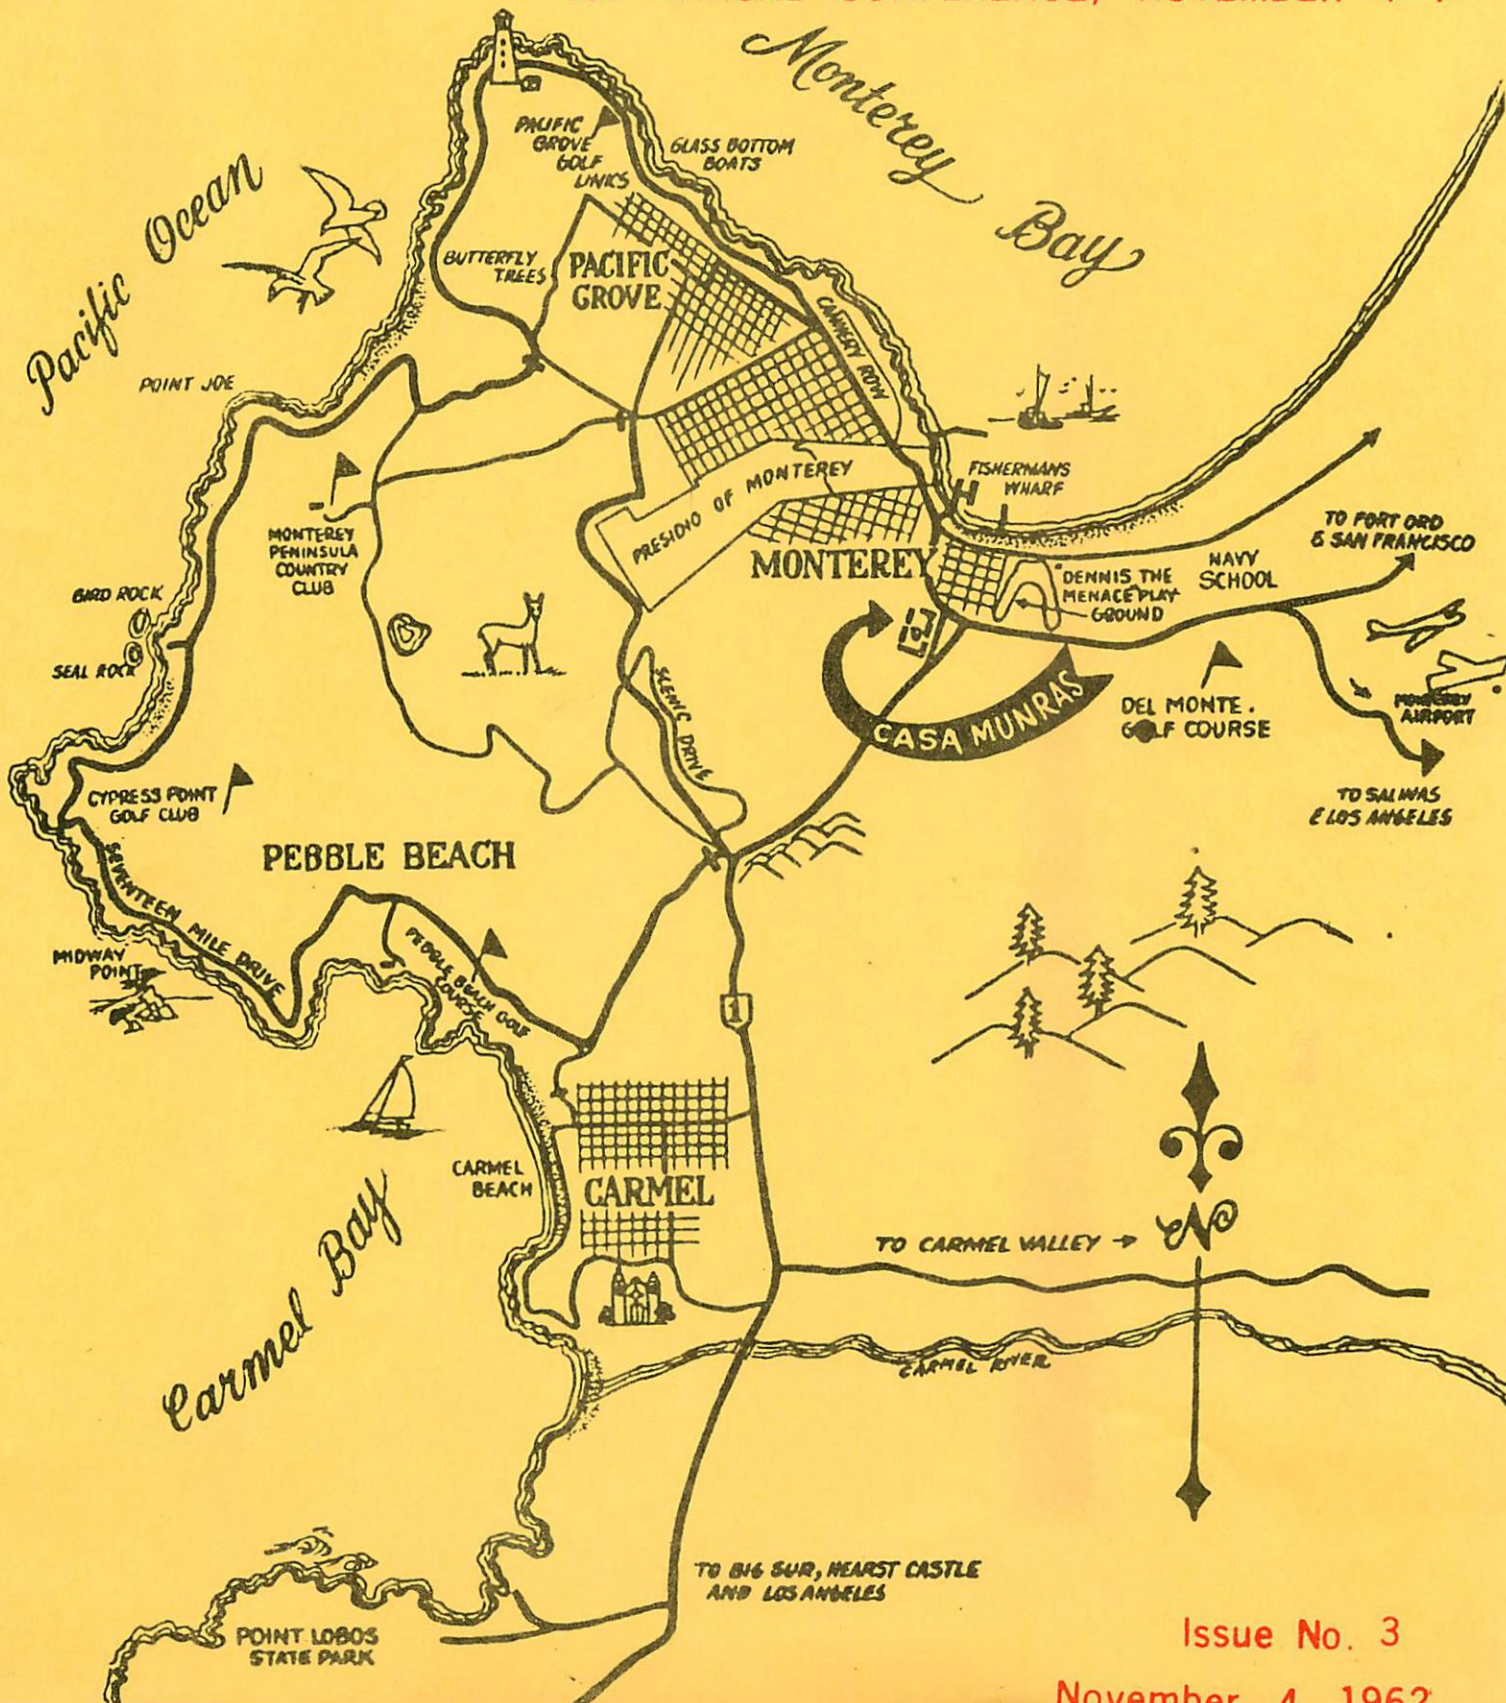 CONFERENCE, NOVEMBER
Monterey
Bay
Pacific Ocean
PACIFIC
GROVE
GOLF
LINKS
GLASS BOTTOM
BOATS
BUTTERFLY
TREES
PACIFIC
GROVE
CANNERY ROW
POINT JOE
FISHERMANS
WHARF
PRESIDIO OF MONTEREY
MONTEREY
MONTEREY
PENINSULA
COUNTRY
CLUB
TO FORT ORD
& SAN FRANCISCO
NAVY
SCHOOL
DENNIS THE
MENACE PLAY
GROUND
BIRD ROCK
SEAL ROCK
SCENIC DRIVE
CASA MUNRAS
DEL MONTE.
GOLF COURSE
MONTEREY
AIRPORT
TO SALINAS
& LOS ANGELES
CYPRESS POINT
GOLF CLUB
PEBBLE BEACH
SEVENTEEN MILE DRIVE
PEBBLE BEACH GOLF
COURSE
MIDWAY
POINT
1
CARMEL
BEACH
CARMEL
N
TO CARMEL VALLEY →
CARMEL RIVER
Carmel Bay
TO BIG SUR, HEARST CASTLE
AND LOS ANGELES
POINT LOBOS
STATE PARK
Issue No. 3
November 4, 1962